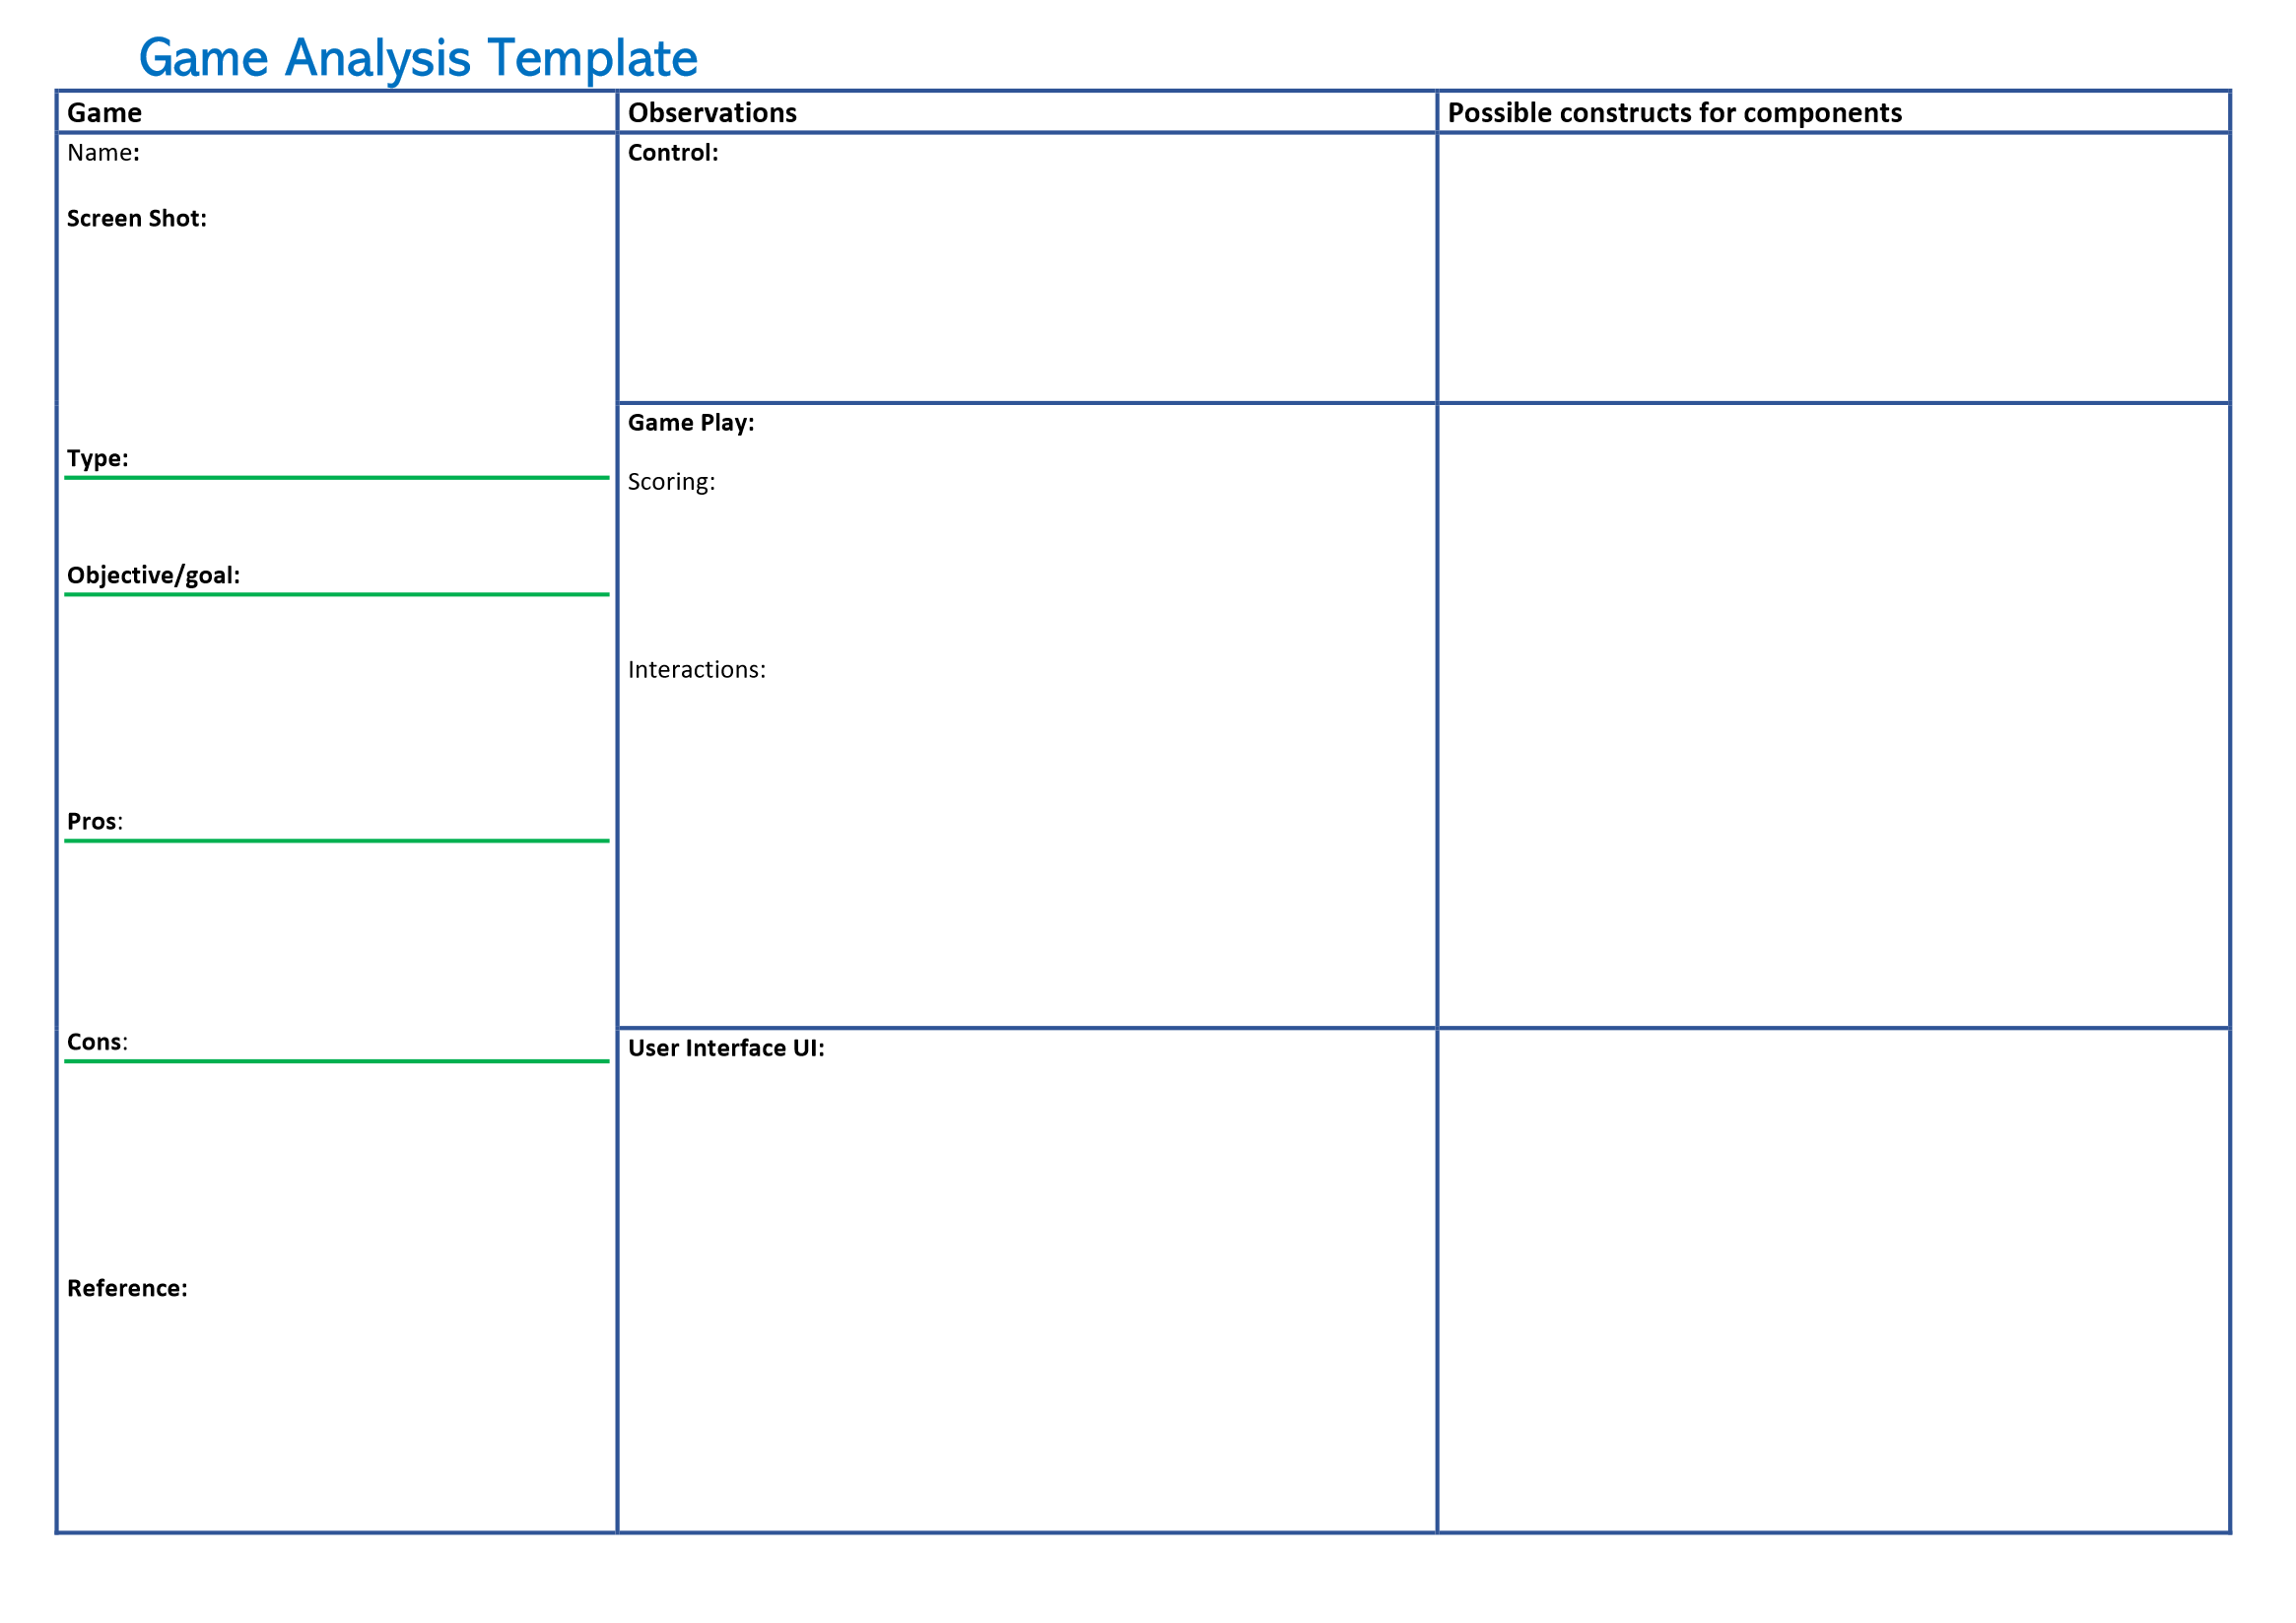 Game Analysis Template
Game
Observations
Possible constructs for components
Name:
Screen Shot:
Type:
Objective/goal:
Pros:
Cons:
Reference:
Control:
Game Play:
Scoring:
Interactions:
User Interface UI: